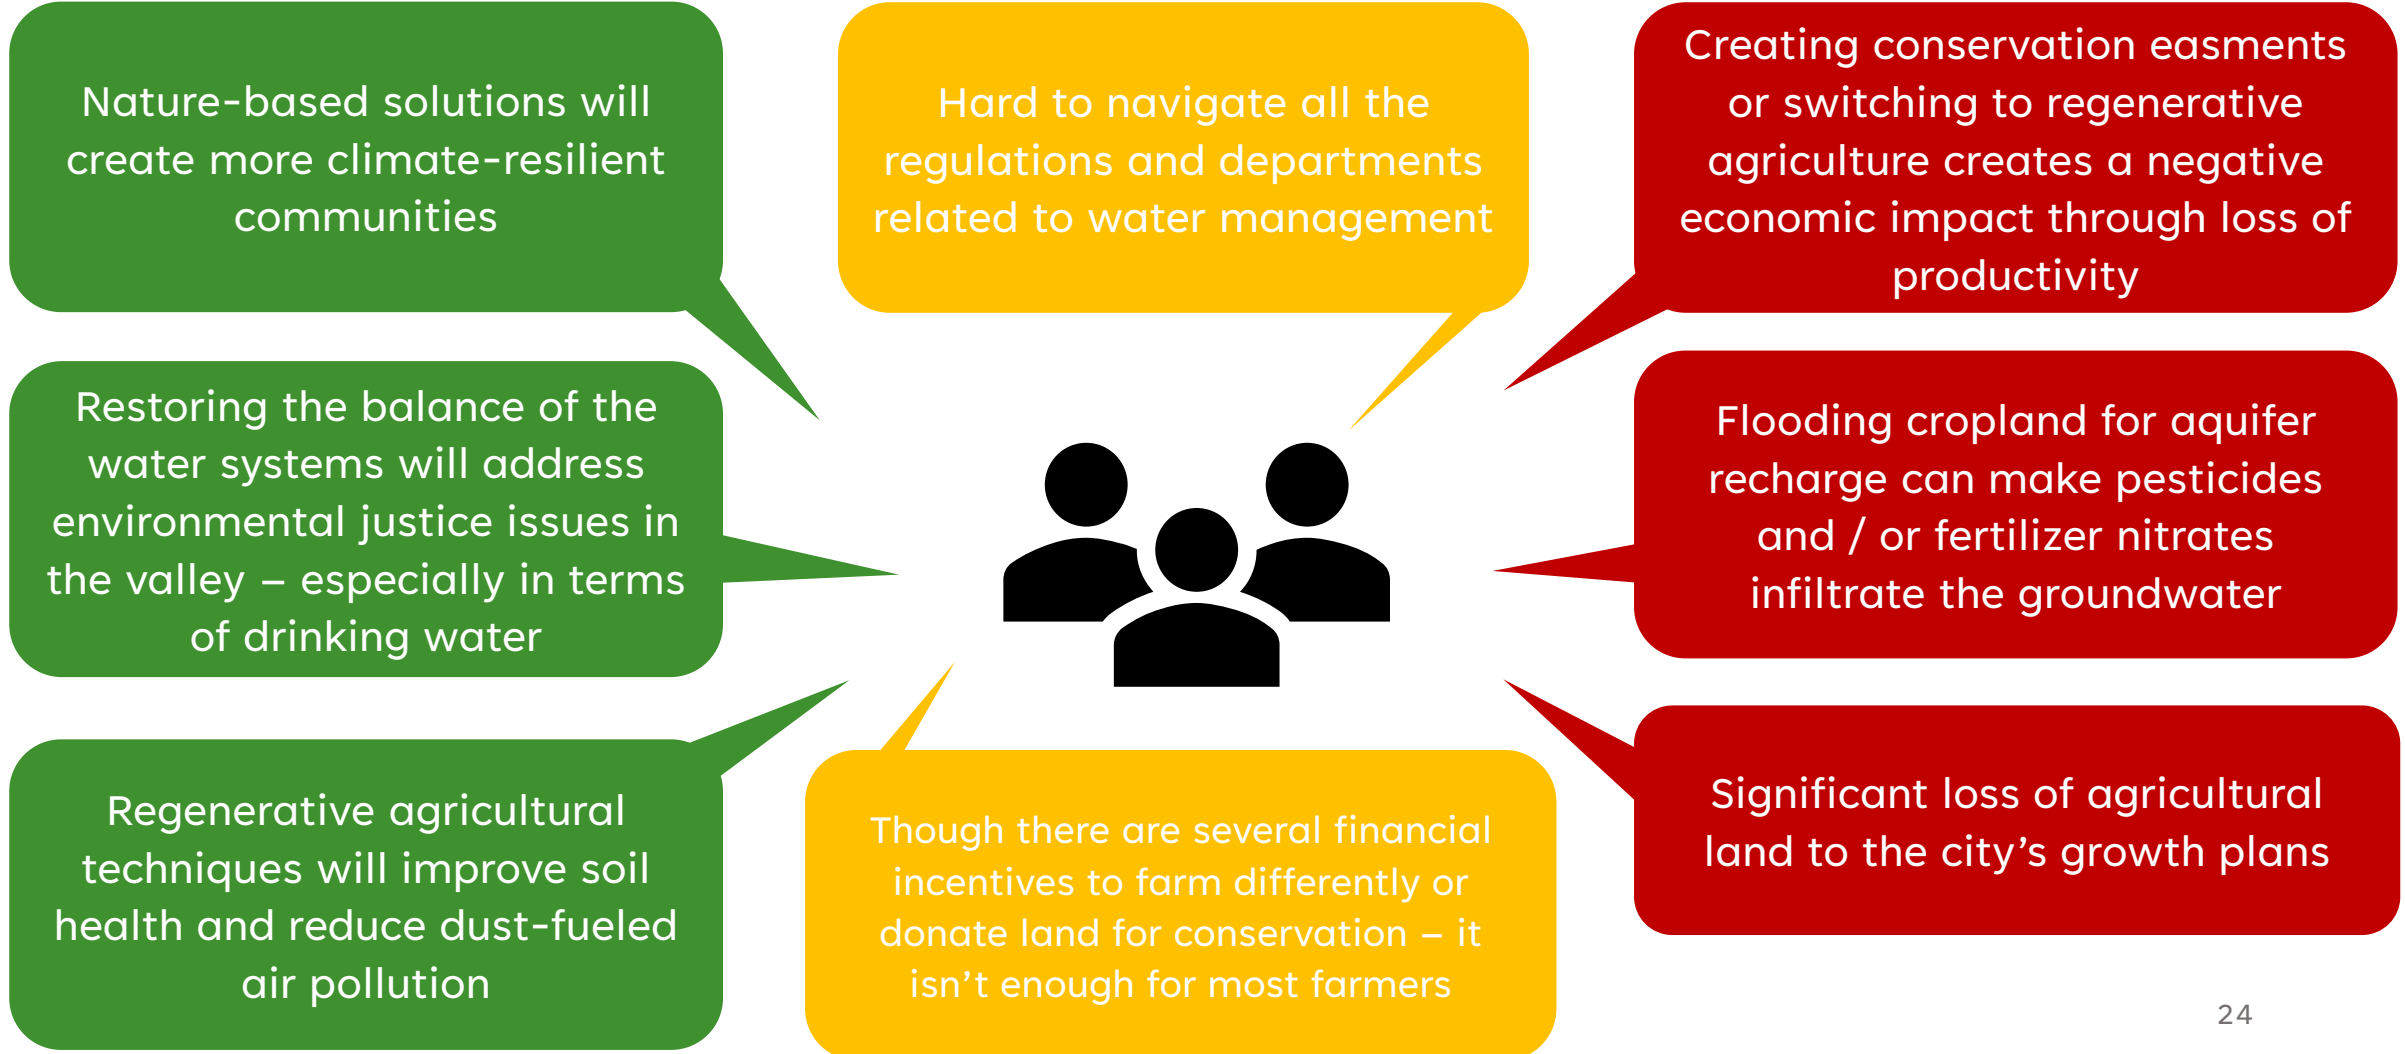 Nature-based solutions will
create more climate-resilient
communities
Hard to navigate all the
regulations and departments
related to water management
Creating conservation easments
or switching to regenerative
agriculture creates a negative
economic impact through loss of
productivity
Restoring the balance of the
water systems will address
environmental justice issues in
the valley – especially in terms
of drinking water
Flooding cropland for aquifer
recharge can make pesticides
and / or fertilizer nitrates
infiltrate the groundwater
Regenerative agricultural
techniques will improve soil
health and reduce dust-fueled
air pollution
Though there are several financial
incentives to farm differently or
donate land for conservation – it
isn’t enough for most farmers
Significant loss of agricultural
land to the city’s growth plans
24